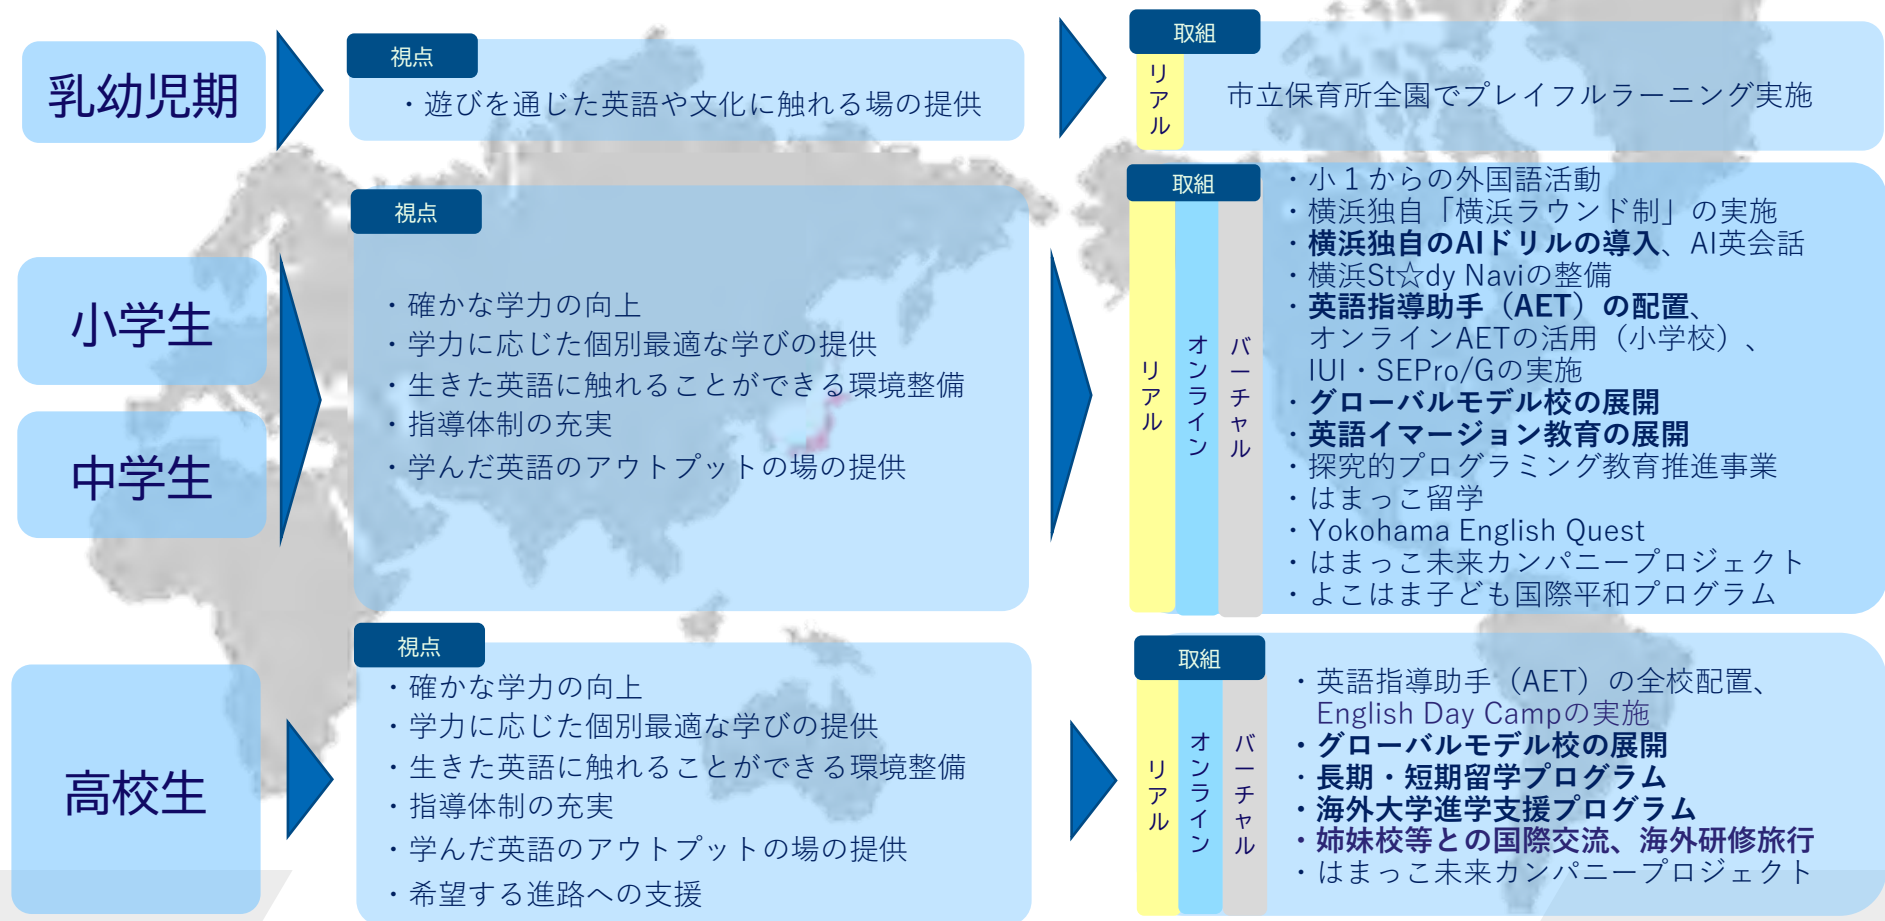 乳幼児期
視点
・遊びを通じた英語や文化に触れる場の提供
取組
リアル
市立保育所全園でプレイフルラーニング実施
小学生
中学生
視点
・確かな学力の向上
・学力に応じた個別最適な学びの提供
・生きた英語に触れることができる環境整備
・指導体制の充実
・学んだ英語のアウトプットの場の提供
取組
リアル
オンライン
バーチャル
・小１からの外国語活動
・横浜独自「横浜ラウンド制」の実施
・横浜独自のAIドリルの導入、AI英会話
・横浜St☆dy Naviの整備
・英語指導助手（AET）の配置、
オンラインAETの活用（小学校）、
IUI・SEPro/Gの実施
・グローバルモデル校の展開
・英語イマージョン教育の展開
・探究的プログラミング教育推進事業
・はまっこ留学
・Yokohama English Quest
・はまっこ未来カンパニープロジェクト
・よこはま子ども国際平和プログラム
高校生
視点
・確かな学力の向上
・学力に応じた個別最適な学びの提供
・生きた英語に触れることができる環境整備
・指導体制の充実
・学んだ英語のアウトプットの場の提供
・希望する進路への支援
取組
リアル
オンライン
バーチャル
・英語指導助手（AET）の全校配置、
English Day Campの実施
・グローバルモデル校の展開
・長期・短期留学プログラム
・海外大学進学支援プログラム
・姉妹校等との国際交流、海外研修旅行
・はまっこ未来カンパニープロジェクト